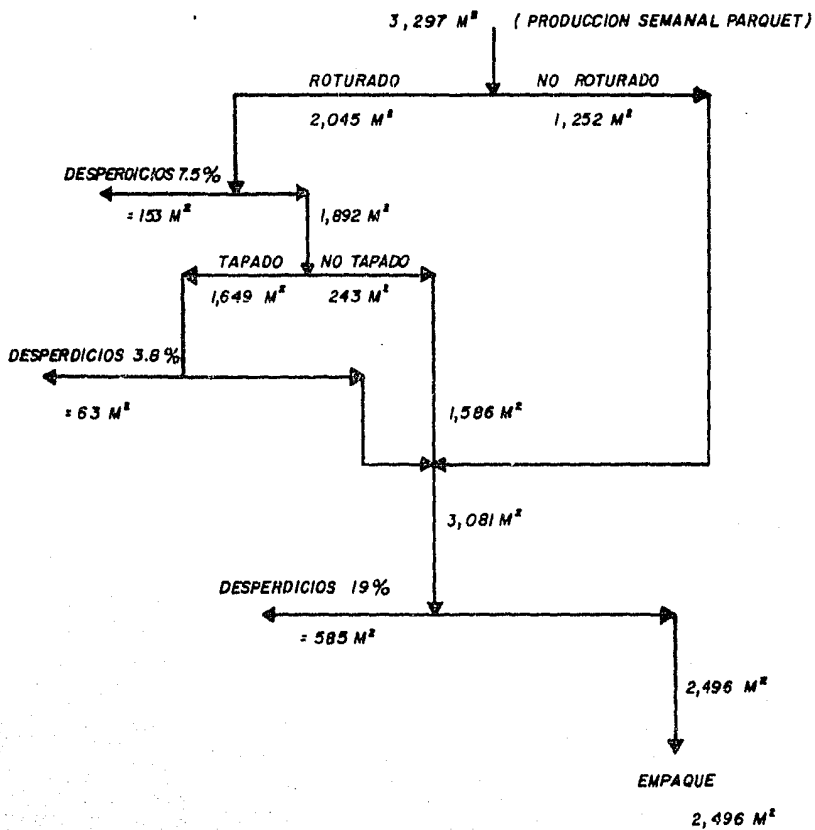 3,297 M² (PRODUCCION SEMANAL PARQUET)
ROTURADO NO ROTURADO
2,045 M² 1,252 M²
DESPERDICIOS 7.5%
= 153 M² 1,892 M²
TAPADO NO TAPADO
1,649 M² 243 M²
DESPERDICIOS 3.8%
= 63 M² 1,586 M²
3,081 M²
DESPERDICIOS 19%
= 585 M²
2,496 M²
EMPAQUE
2,496 M²